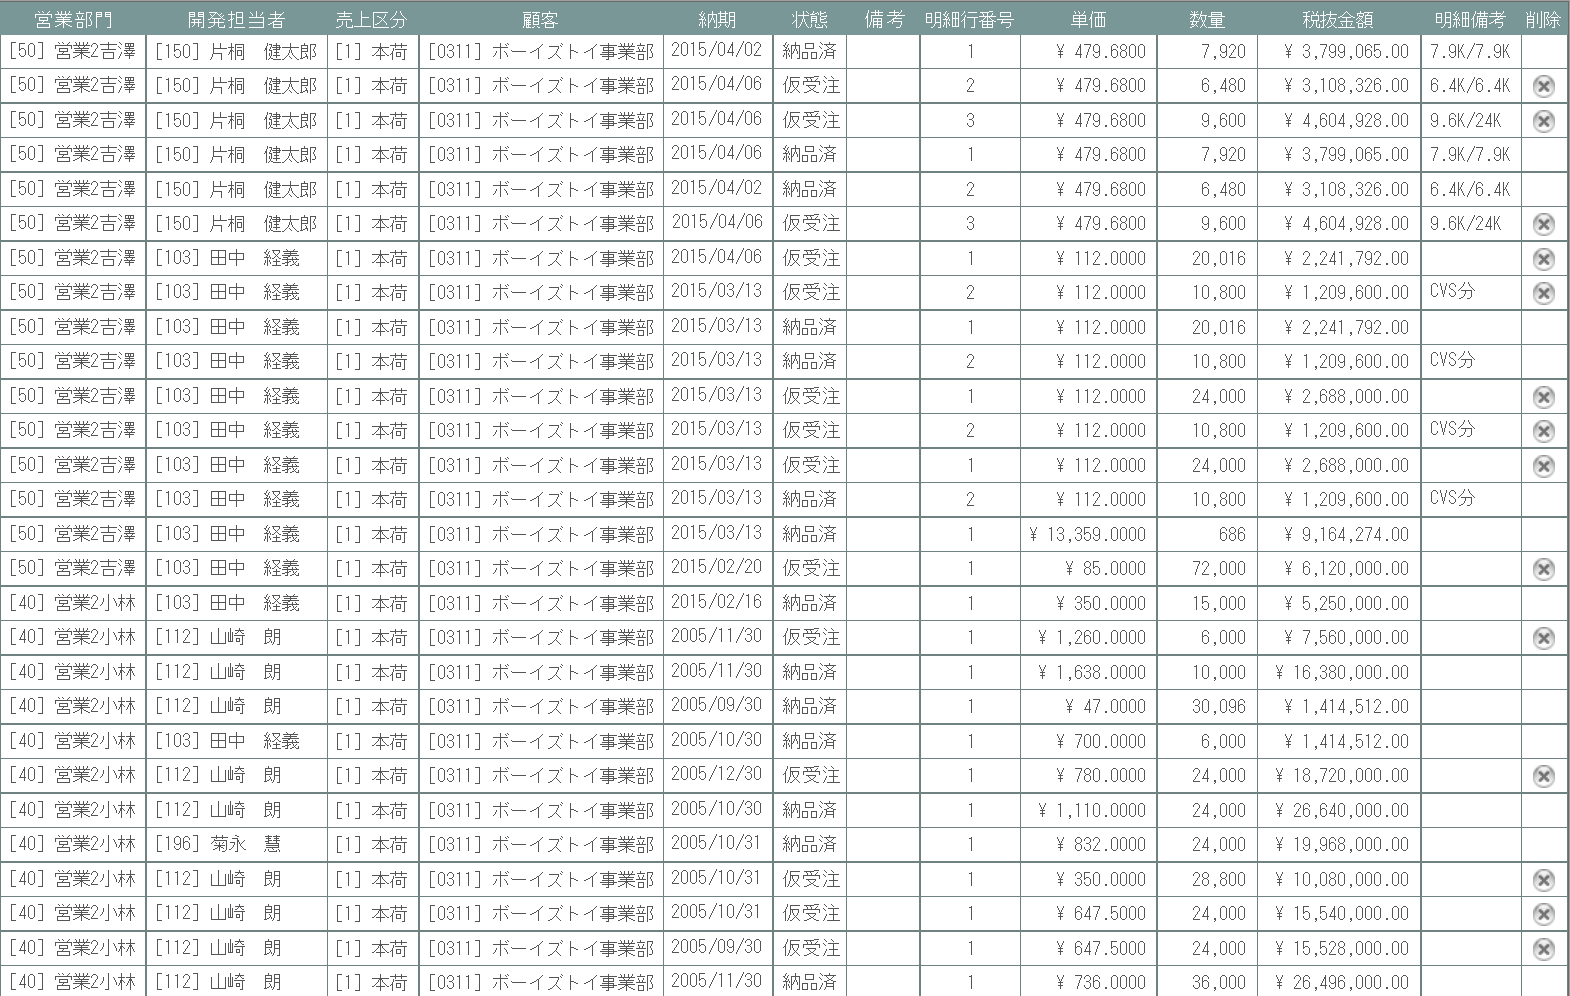 営業部門 開発担当者 売上区分 顧客 納期 状態 備考 明細行番号 単価 数量 税抜金額 明細備考 削除
[50] 営業2吉澤 [150] 片桐　健太郎 [1] 本荷 [0311] ボーイズトイ事業部 2015/04/02 納品済 1 ¥ 479.6800 7,920 ¥ 3,799,065.00 7.9K/7.9K
[50] 営業2吉澤 [150] 片桐　健太郎 [1] 本荷 [0311] ボーイズトイ事業部 2015/04/06 仮受注 2 ¥ 479.6800 6,480 ¥ 3,108,326.00 6.4K/6.4K
[50] 営業2吉澤 [150] 片桐　健太郎 [1] 本荷 [0311] ボーイズトイ事業部 2015/04/06 仮受注 3 ¥ 479.6800 9,600 ¥ 4,604,928.00 9.6K/24K
[50] 営業2吉澤 [150] 片桐　健太郎 [1] 本荷 [0311] ボーイズトイ事業部 2015/04/06 納品済 1 ¥ 479.6800 7,920 ¥ 3,799,065.00 7.9K/7.9K
[50] 営業2吉澤 [150] 片桐　健太郎 [1] 本荷 [0311] ボーイズトイ事業部 2015/04/02 納品済 2 ¥ 479.6800 6,480 ¥ 3,108,326.00 6.4K/6.4K
[50] 営業2吉澤 [150] 片桐　健太郎 [1] 本荷 [0311] ボーイズトイ事業部 2015/04/06 仮受注 3 ¥ 479.6800 9,600 ¥ 4,604,928.00 9.6K/24K
[50] 営業2吉澤 [103] 田中　経義 [1] 本荷 [0311] ボーイズトイ事業部 2015/04/06 仮受注 1 ¥ 112.0000 20,016 ¥ 2,241,792.00
[50] 営業2吉澤 [103] 田中　経義 [1] 本荷 [0311] ボーイズトイ事業部 2015/03/13 仮受注 2 ¥ 112.0000 10,800 ¥ 1,209,600.00 CVS分
[50] 営業2吉澤 [103] 田中　経義 [1] 本荷 [0311] ボーイズトイ事業部 2015/03/13 納品済 1 ¥ 112.0000 20,016 ¥ 2,241,792.00
[50] 営業2吉澤 [103] 田中　経義 [1] 本荷 [0311] ボーイズトイ事業部 2015/03/13 納品済 2 ¥ 112.0000 10,800 ¥ 1,209,600.00 CVS分
[50] 営業2吉澤 [103] 田中　経義 [1] 本荷 [0311] ボーイズトイ事業部 2015/03/13 仮受注 1 ¥ 112.0000 24,000 ¥ 2,688,000.00
[50] 営業2吉澤 [103] 田中　経義 [1] 本荷 [0311] ボーイズトイ事業部 2015/03/13 仮受注 2 ¥ 112.0000 10,800 ¥ 1,209,600.00 CVS分
[50] 営業2吉澤 [103] 田中　経義 [1] 本荷 [0311] ボーイズトイ事業部 2015/03/13 仮受注 1 ¥ 112.0000 24,000 ¥ 2,688,000.00
[50] 営業2吉澤 [103] 田中　経義 [1] 本荷 [0311] ボーイズトイ事業部 2015/03/13 納品済 2 ¥ 112.0000 10,800 ¥ 1,209,600.00 CVS分
[50] 営業2吉澤 [103] 田中　経義 [1] 本荷 [0311] ボーイズトイ事業部 2015/03/13 納品済 1 ¥ 13,359.0000 686 ¥ 9,164,274.00
[50] 営業2吉澤 [103] 田中　経義 [1] 本荷 [0311] ボーイズトイ事業部 2015/02/20 仮受注 1 ¥ 85.0000 72,000 ¥ 6,120,000.00
[40] 営業2小林 [103] 田中　経義 [1] 本荷 [0311] ボーイズトイ事業部 2015/02/16 納品済 1 ¥ 350.0000 15,000 ¥ 5,250,000.00
[40] 営業2小林 [112] 山崎　朗 [1] 本荷 [0311] ボーイズトイ事業部 2005/11/30 仮受注 1 ¥ 1,260.0000 6,000 ¥ 7,560,000.00
[40] 営業2小林 [112] 山崎　朗 [1] 本荷 [0311] ボーイズトイ事業部 2005/11/30 納品済 1 ¥ 1,638.0000 10,000 ¥ 16,380,000.00
[40] 営業2小林 [112] 山崎　朗 [1] 本荷 [0311] ボーイズトイ事業部 2005/09/30 納品済 1 ¥ 47.0000 30,096 ¥ 1,414,512.00
[40] 営業2小林 [103] 田中　経義 [1] 本荷 [0311] ボーイズトイ事業部 2005/10/30 納品済 1 ¥ 700.0000 6,000 ¥ 1,414,512.00
[40] 営業2小林 [112] 山崎　朗 [1] 本荷 [0311] ボーイズトイ事業部 2005/12/30 仮受注 1 ¥ 780.0000 24,000 ¥ 18,720,000.00
[40] 営業2小林 [112] 山崎　朗 [1] 本荷 [0311] ボーイズトイ事業部 2005/10/30 納品済 1 ¥ 1,110.0000 24,000 ¥ 26,640,000.00
[40] 営業2小林 [196] 菊永　慧 [1] 本荷 [0311] ボーイズトイ事業部 2005/10/31 納品済 1 ¥ 832.0000 24,000 ¥ 19,968,000.00
[40] 営業2小林 [112] 山崎　朗 [1] 本荷 [0311] ボーイズトイ事業部 2005/10/31 仮受注 1 ¥ 350.0000 28,800 ¥ 10,080,000.00
[40] 営業2小林 [112] 山崎　朗 [1] 本荷 [0311] ボーイズトイ事業部 2005/10/31 仮受注 1 ¥ 647.5000 24,000 ¥ 15,540,000.00
[40] 営業2小林 [112] 山崎　朗 [1] 本荷 [0311] ボーイズトイ事業部 2005/09/30 仮受注 1 ¥ 647.5000 24,000 ¥ 15,528,000.00
[40] 営業2小林 [112] 山崎　朗 [1] 本荷 [0311] ボーイズトイ事業部 2005/11/30 納品済 1 ¥ 736.0000 36,000 ¥ 26,496,000.00